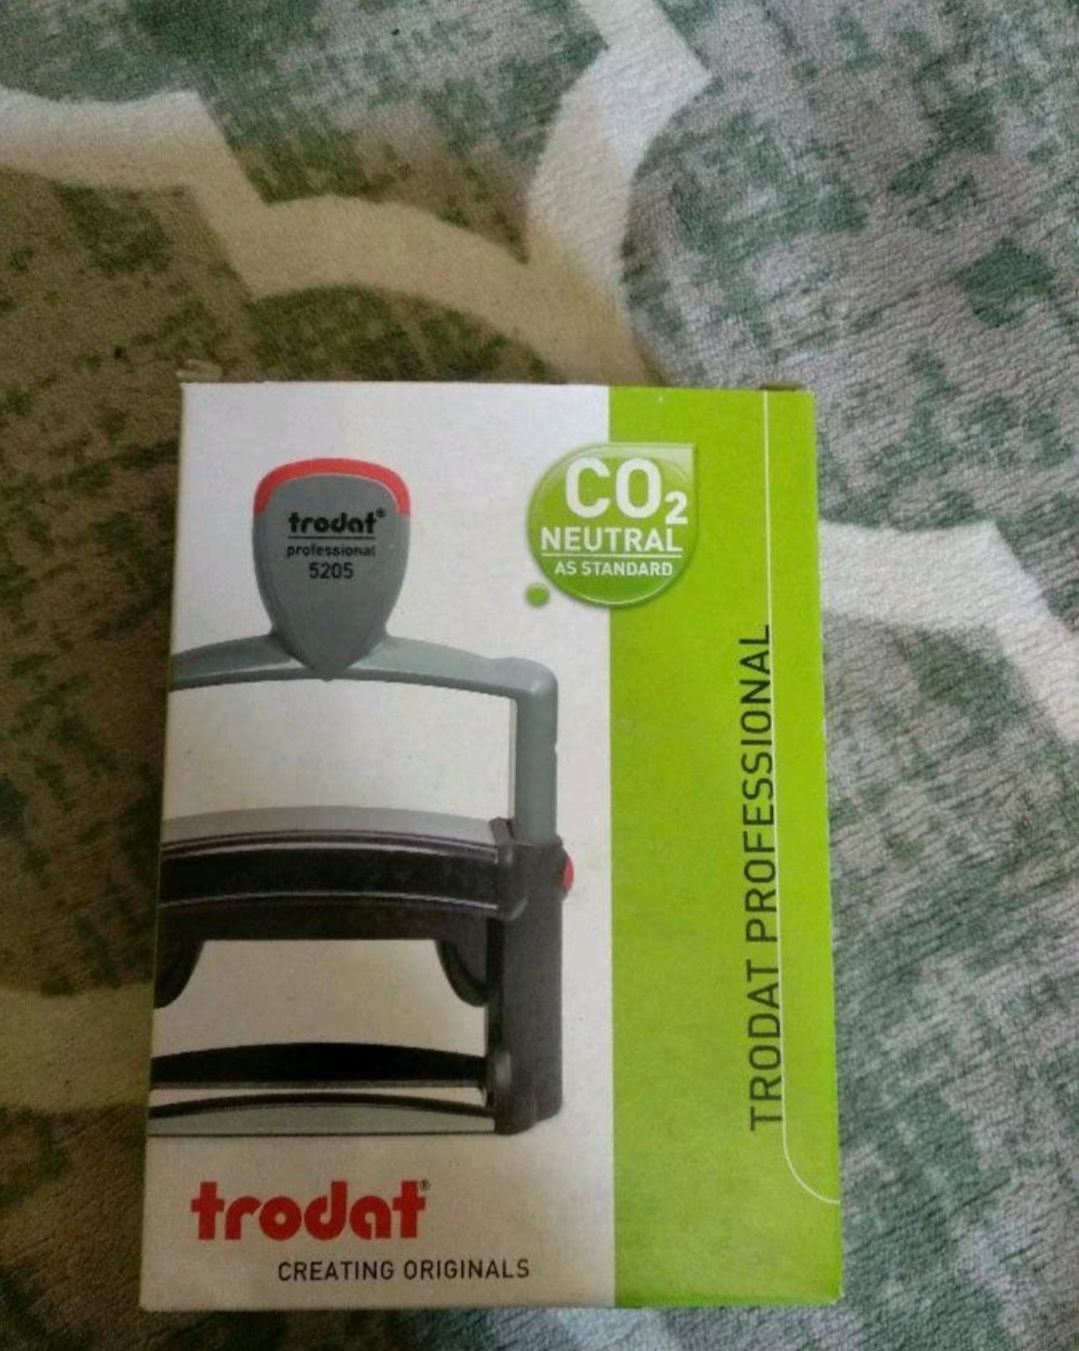 trodat®
professional
5205
CO₂
NEUTRAL
AS STANDARD
TRODAT PROFESSIONAL
trodat®
CREATING ORIGINALS